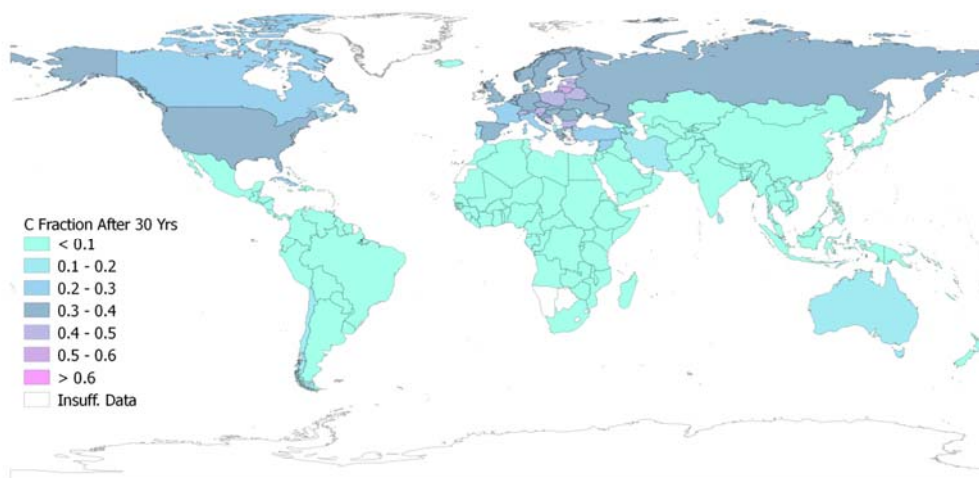 C Fraction After 30 Yrs
< 0.1
0.1 - 0.2
0.2 - 0.3
0.3 - 0.4
0.4 - 0.5
0.5 - 0.6
> 0.6
Insuff. Data